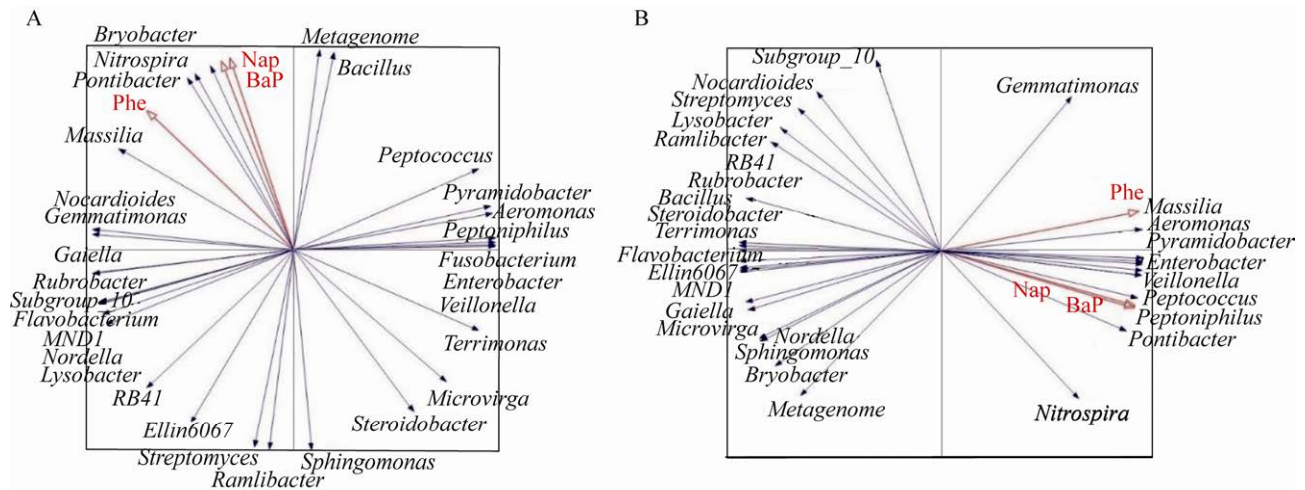 A
Bryobacter
Metagenome
Nitrospira
Nap
Bacillus
Pontibacter
BaP
Phe
Massilia
Peptococcus
Nocardioides
Pyramidobacter
Gemmatimonas
Aeromonas
Peptoniphilus
Gaiella
Fusobacterium
Rubrobacter
Enterobacter
Subgroup_10
Veillonella
Flavobacterium
Terrimonas
MND1
Nordella
Lysobacter
RB41
Microvirga
Ellin6067
Steroidobacter
Streptomyces
Sphingomonas
Ramlibacter
B
Subgroup_10
Nocardioides
Gemmatimonas
Streptomyces
Lysobacter
Ramlibacter
RB41
Rubrobacter
Phe
Bacillus
Massilia
Steroidobacter
Aeromonas
Terrimonas
Pyramidobacter
Flavobacterium
Enterobacter
Ellin6067
Veillonella
MND1
Nap
BaP
Peptococcus
Gaiella
Peptoniphilus
Microvirga
Nordella
Pontibacter
Sphingomonas
Bryobacter
Metagenome
Nitrospira